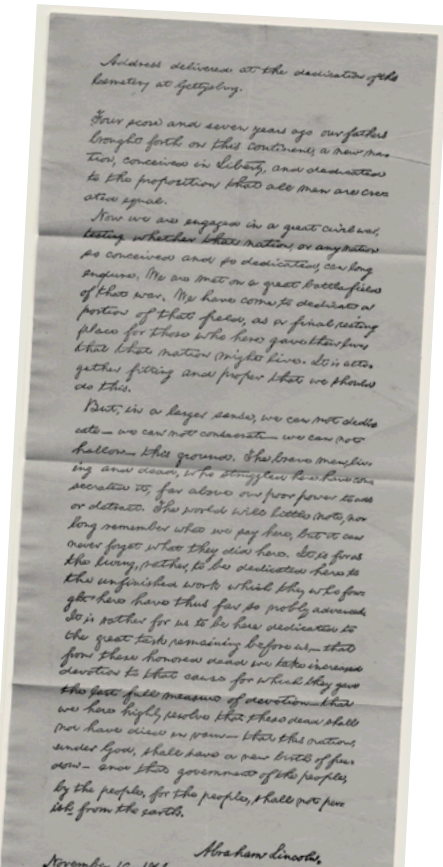 Address delivered at the dedication of the
Cemetery at Gettysburg.
Four score and seven years ago our fathers
brought forth on this continent, a new na-
tion, conceived in Liberty, and dedicated
to the proposition that all men are cre-
ated equal.
Now we are engaged in a great civil war,
testing whether that nation, or any nation
so conceived and so dedicated, can long
endure. We are met on a great battle-field
of that war. We have come to dedicate a
portion of that field, as a final resting
place for those who here gave their lives
that that nation might live. It is alto-
gether fitting and proper that we should
do this.
But, in a larger sense, we can not dedi-
cate— we can not consecrate— we can not
hallow— this ground. The brave men, liv-
ing and dead, who struggled here have con-
secrated it, far above our poor power to add
or detract. The world will little note, nor
long remember what we say here, but it can
never forget what they did here. It is for us
the living, rather, to be dedicated here to
the unfinished work which they who fou-
ght here have thus far so nobly advanced.
It is rather for us to be here dedicated to
the great task remaining before us— that
from these honored dead we take increased
devotion to that cause for which they gave
the last full measure of devotion— that
we here highly resolve that these dead shall
not have died in vain— that this nation,
under God, shall have a new birth of free-
dom— and that government of the people,
by the people, for the people, shall not per-
ish from the earth.
Abraham Lincoln.
November 19,